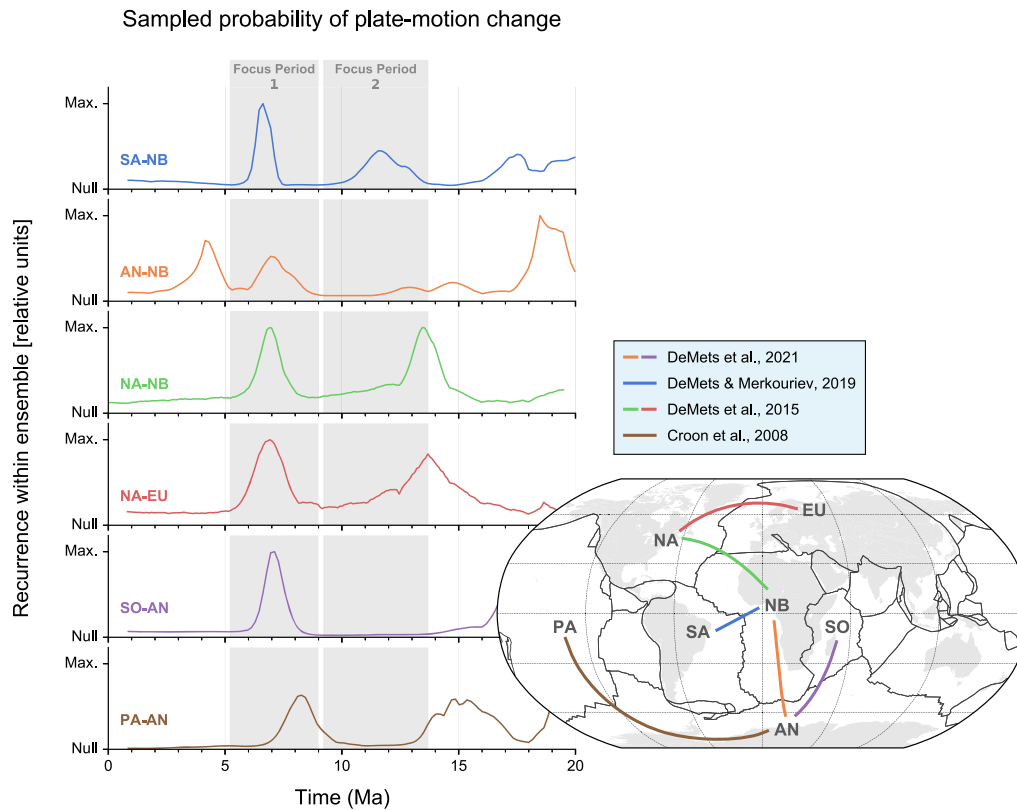 Sampled probability of plate-motion change
Focus Period
1
Focus Period
2
Recurrence within ensemble [relative units]
Max.
SA-NB
Null
Max.
AN-NB
Null
Max.
NA-NB
Null
Max.
NA-EU
Null
Max.
SO-AN
Null
Max.
PA-AN
Null
0
5
10
15
20
Time (Ma)
DeMets et al., 2021
DeMets & Merkouriev, 2019
DeMets et al., 2015
Croon et al., 2008
EU
NA
NB
PA
SA
SO
AN